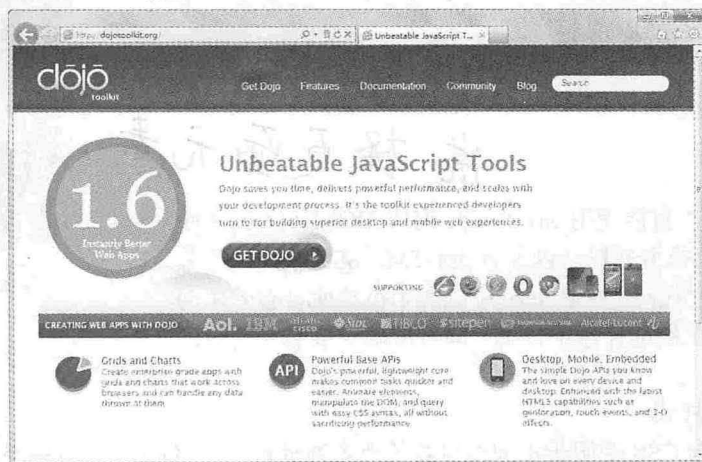 http://dojotoolkit.org/
Unbeatable JavaScript T...
dōjō
toolkit
Get Dojo Features Documentation Community Blog Search
1.6
Instantly Better
Web Apps
Unbeatable JavaScript Tools
Dojo saves you time, delivers powerful performance, and scales with
your development process. It's the toolkit experienced developers
turn to for building superior desktop and mobile web experiences.
GET DOJO
SUPPORTING
CREATING WEB APPS WITH DOJO Aol. IBM cisco TIBCO sitepen Alcatel-Lucent
Grids and Charts
Create enterprise grade apps with
grids and charts that work across
browsers and can handle any data
thrown at them
API
Powerful Base APIs
Dojo's powerful, lightweight core
makes common tasks quicker and
easier. Animate elements,
manipulate the DOM, and query
with easy CSS syntax, all without
sacrificing performance
Desktop, Mobile, Embedded
The simple Dojo APIs you know
and love on every device and
desktop. Enhanced with the latest
HTML5 capabilities such as
geolocation, touch events, and 2-D
effects.